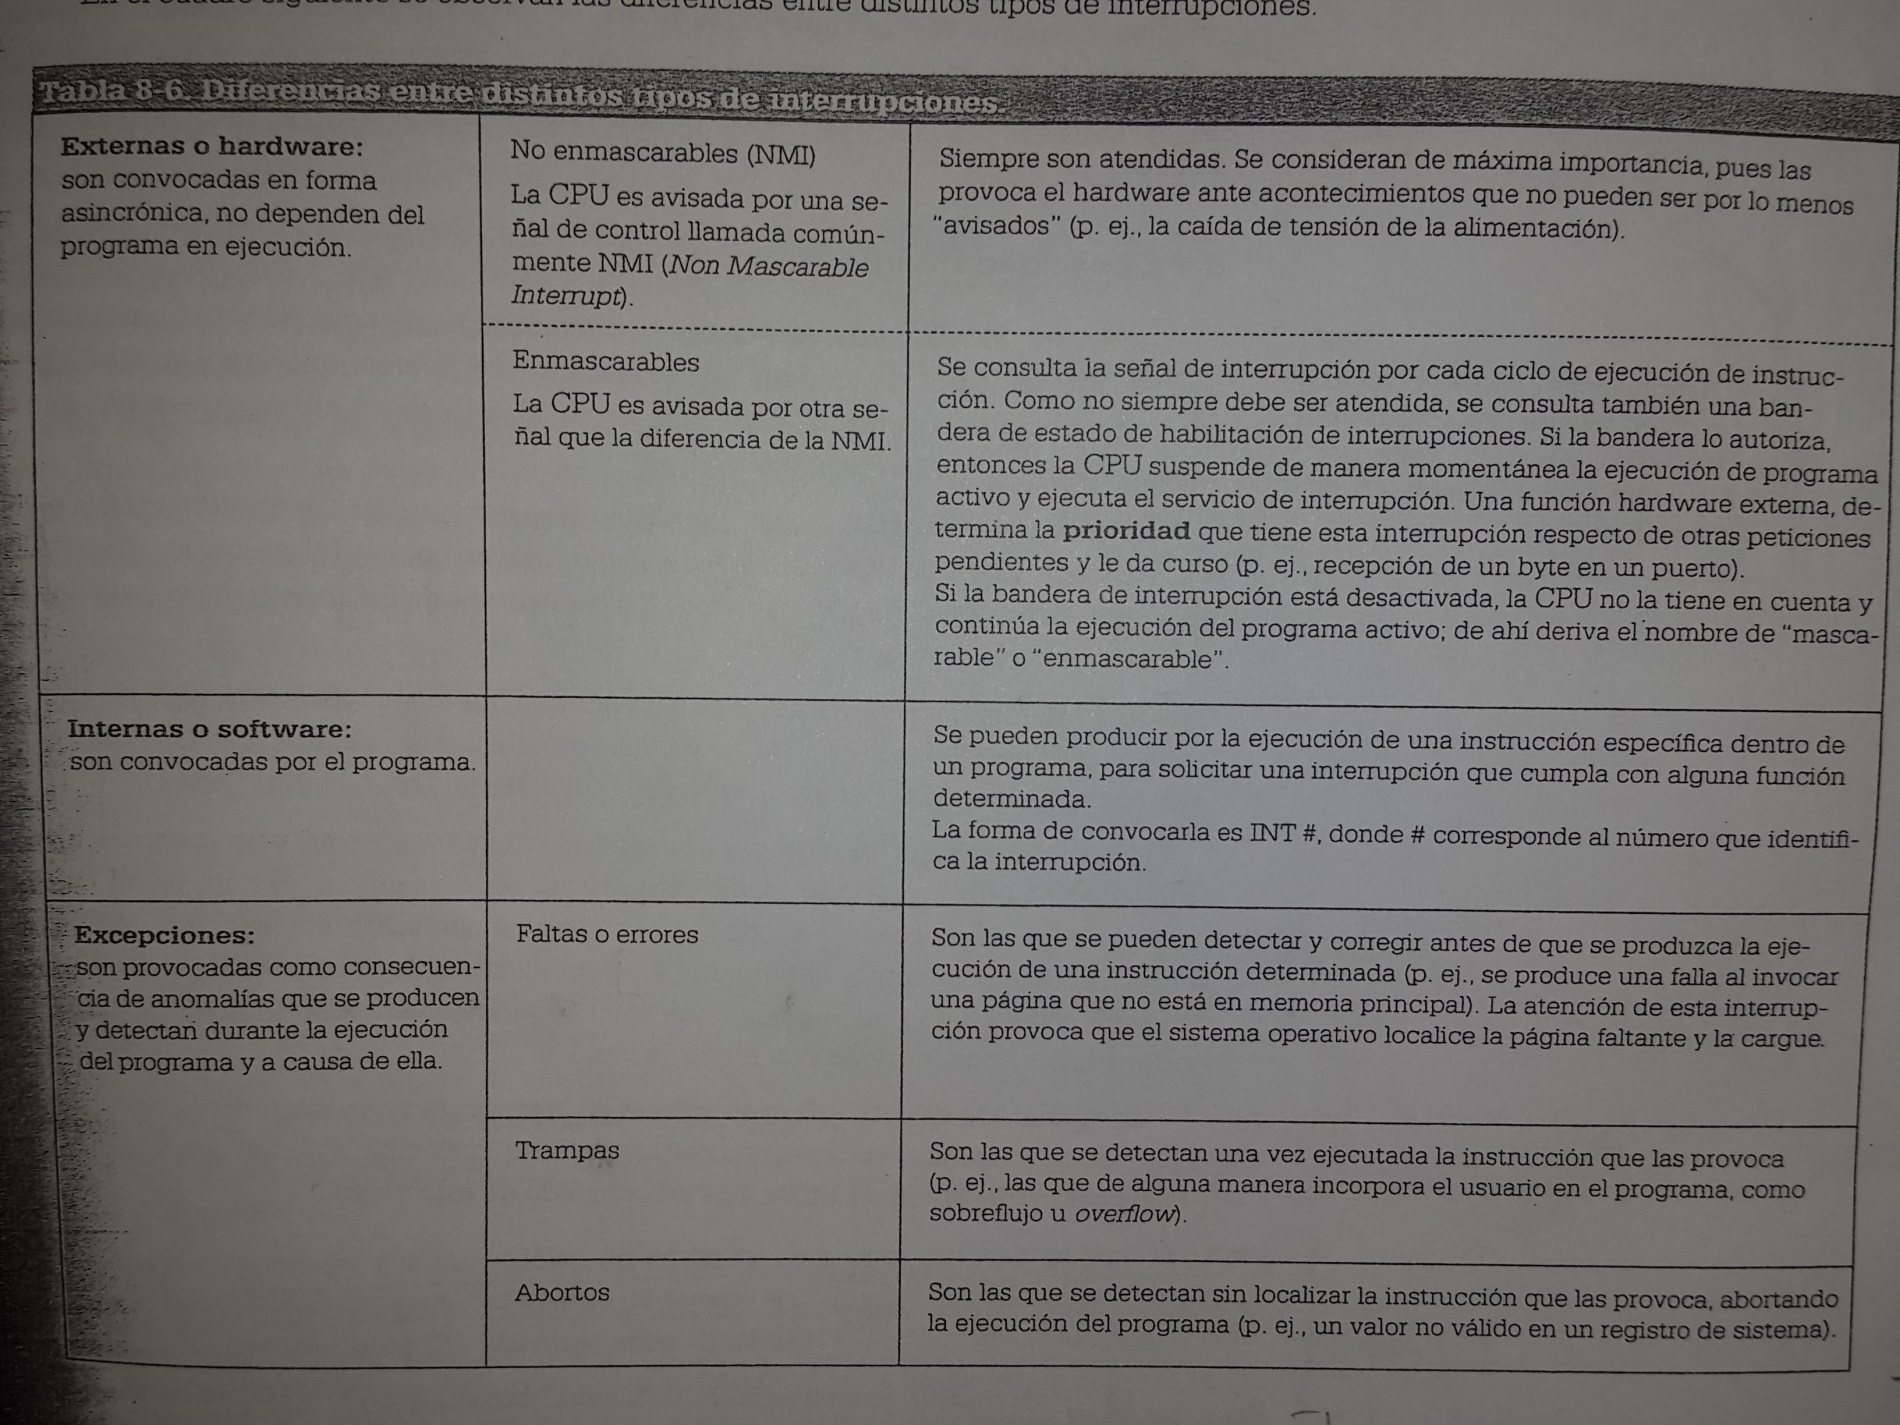 entre distintos tipos de interrupciones.
Tabla 8-6. Diferencias entre distintos tipos de interrupciones.
Externas o hardware:
son convocadas en forma
asincrónica, no dependen del
programa en ejecución.
No enmascarables (NMI)
La CPU es avisada por una se-
ñal de control llamada común-
mente NMI (Non Mascarable
Interrupt).
Siempre son atendidas. Se consideran de máxima importancia, pues las
provoca el hardware ante acontecimientos que no pueden ser por lo menos
"avisados" (p. ej., la caída de tensión de la alimentación).
Enmascarables
La CPU es avisada por otra se-
ñal que la diferencia de la NMI.
Se consulta la señal de interrupción por cada ciclo de ejecución de instruc-
ción. Como no siempre debe ser atendida, se consulta también una ban-
dera de estado de habilitación de interrupciones. Si la bandera lo autoriza,
entonces la CPU suspende de manera momentánea la ejecución de programa
activo y ejecuta el servicio de interrupción. Una función hardware externa, de-
termina la prioridad que tiene esta interrupción respecto de otras peticiones
pendientes y le da curso (p. ej., recepción de un byte en un puerto).
Si la bandera de interrupción está desactivada, la CPU no la tiene en cuenta y
continúa la ejecución del programa activo; de ahí deriva el nombre de "masca-
rable" o "enmascarable".
Internas o software:
son convocadas por el programa.
Se pueden producir por la ejecución de una instrucción específica dentro de
un programa, para solicitar una interrupción que cumpla con alguna función
determinada.
La forma de convocarla es INT #, donde # corresponde al número que identifi-
ca la interrupción.
Excepciones:
son provocadas como consecuen-
cia de anomalías que se producen
y detectan durante la ejecución
del programa y a causa de ella.
Faltas o errores
Son las que se pueden detectar y corregir antes de que se produzca la eje-
cución de una instrucción determinada (p. ej., se produce una falla al invocar
una página que no está en memoria principal). La atención de esta interrup-
ción provoca que el sistema operativo localice la página faltante y la cargue.
Trampas
Son las que se detectan una vez ejecutada la instrucción que las provoca
(p. ej., las que de alguna manera incorpora el usuario en el programa, como
sobreflujo u overflow).
Abortos
Son las que se detectan sin localizar la instrucción que las provoca, abortando
la ejecución del programa (p. ej., un valor no válido en un registro de sistema).